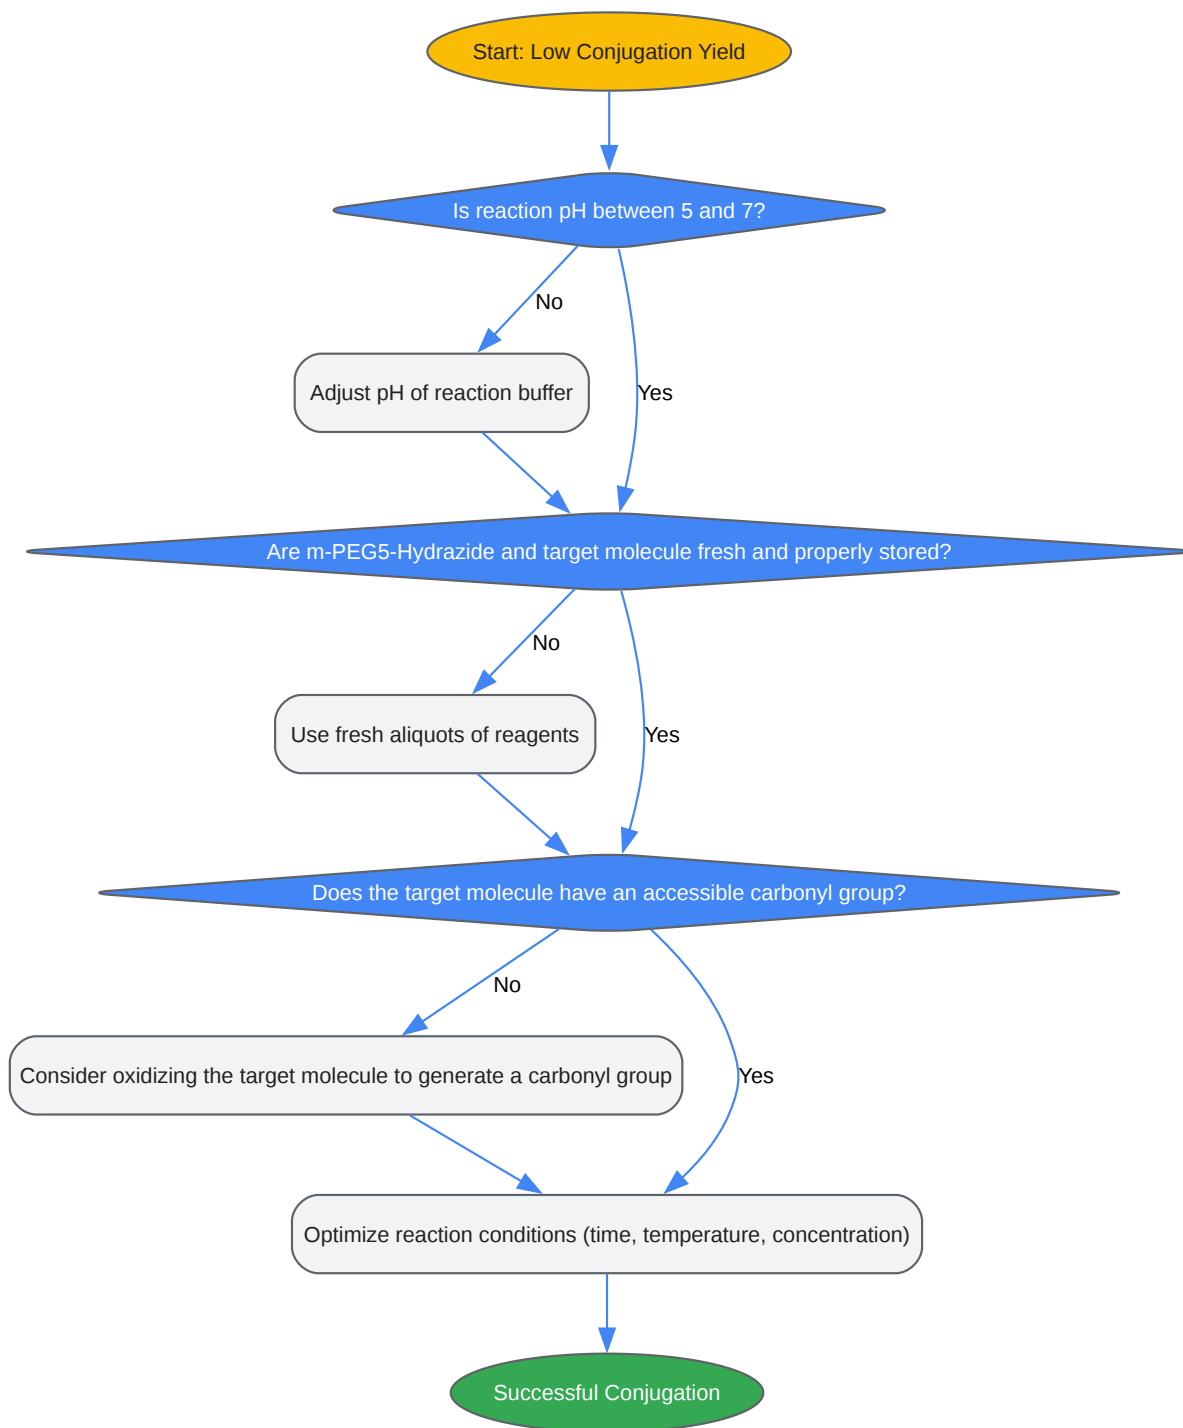 Start: Low Conjugation Yield
Is reaction pH between 5 and 7?
No
Adjust pH of reaction buffer
Yes
Are m-PEG5-Hydrazide and target molecule fresh and properly stored?
No
Use fresh aliquots of reagents
Yes
Does the target molecule have an accessible carbonyl group?
No
Consider oxidizing the target molecule to generate a carbonyl group
Yes
Optimize reaction conditions (time, temperature, concentration)
Successful Conjugation